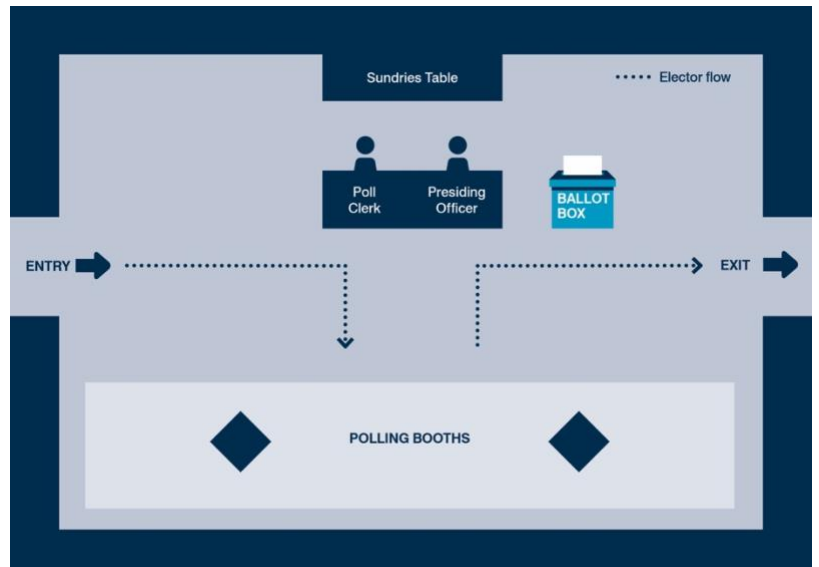 Sundries Table
Elector flow
Poll
Clerk
Presiding
Officer
BALLOT
BOX
ENTRY
EXIT
POLLING BOOTHS